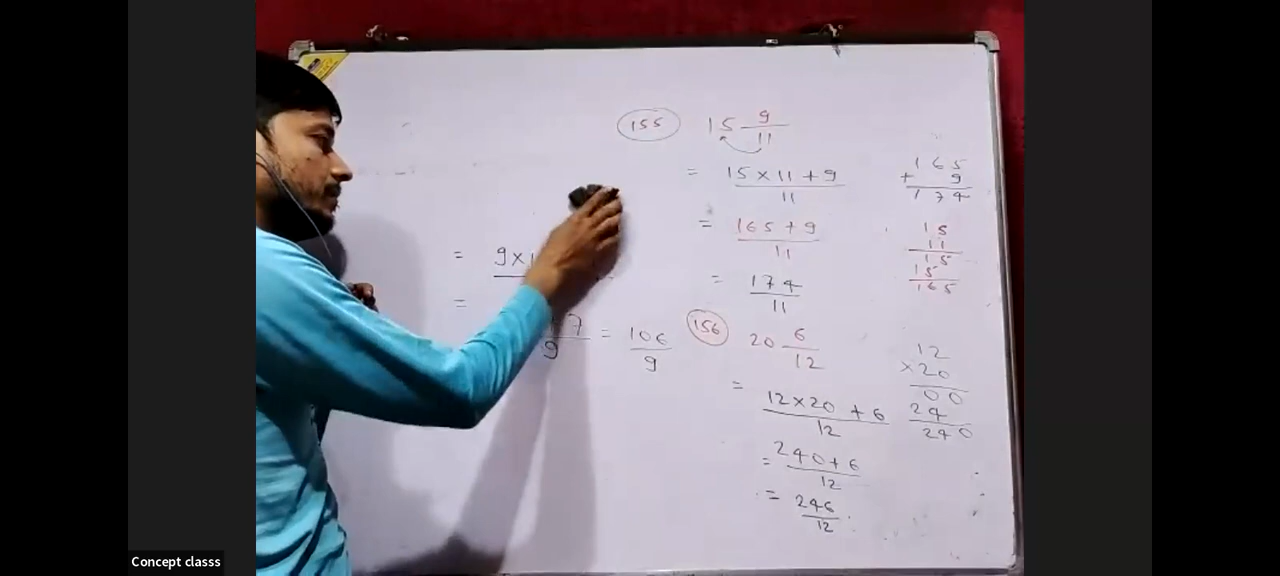 155 15 9/11
= 15 × 11 + 9 / 11
= 165 + 9 / 11
= 174 / 11
165
+ 9
174
15
11
15
15
165
= 9×1
=
7 / 9 = 106 / 9
156 20 6/12
= 12 × 20 + 6 / 12
= 240 + 6 / 12
= 246 / 12
12
×20
00
24
240
Concept classs